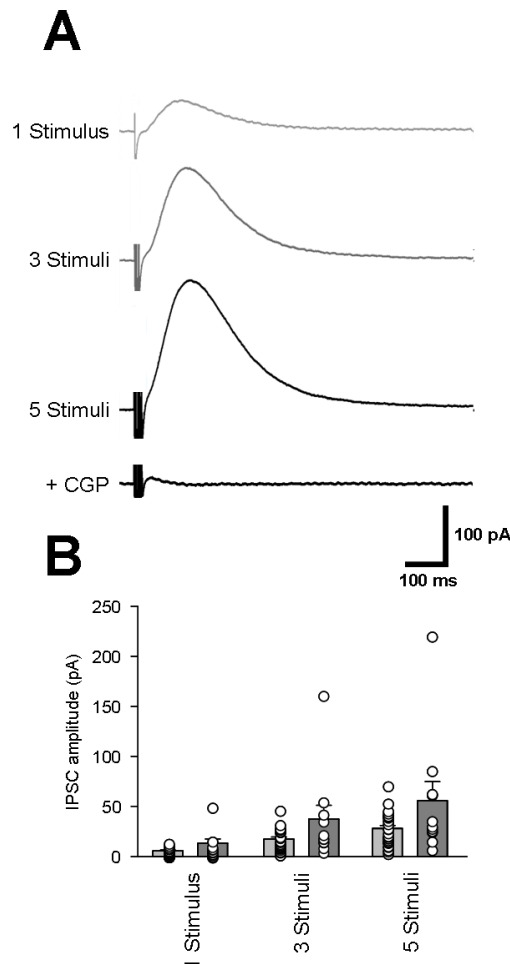 A
1 Stimulus
3 Stimuli
5 Stimuli
+ CGP
100 pA
100 ms
B
IPSC amplitude (pA)
250
200
150
100
50
0
1 Stimulus
3 Stimuli
5 Stimuli